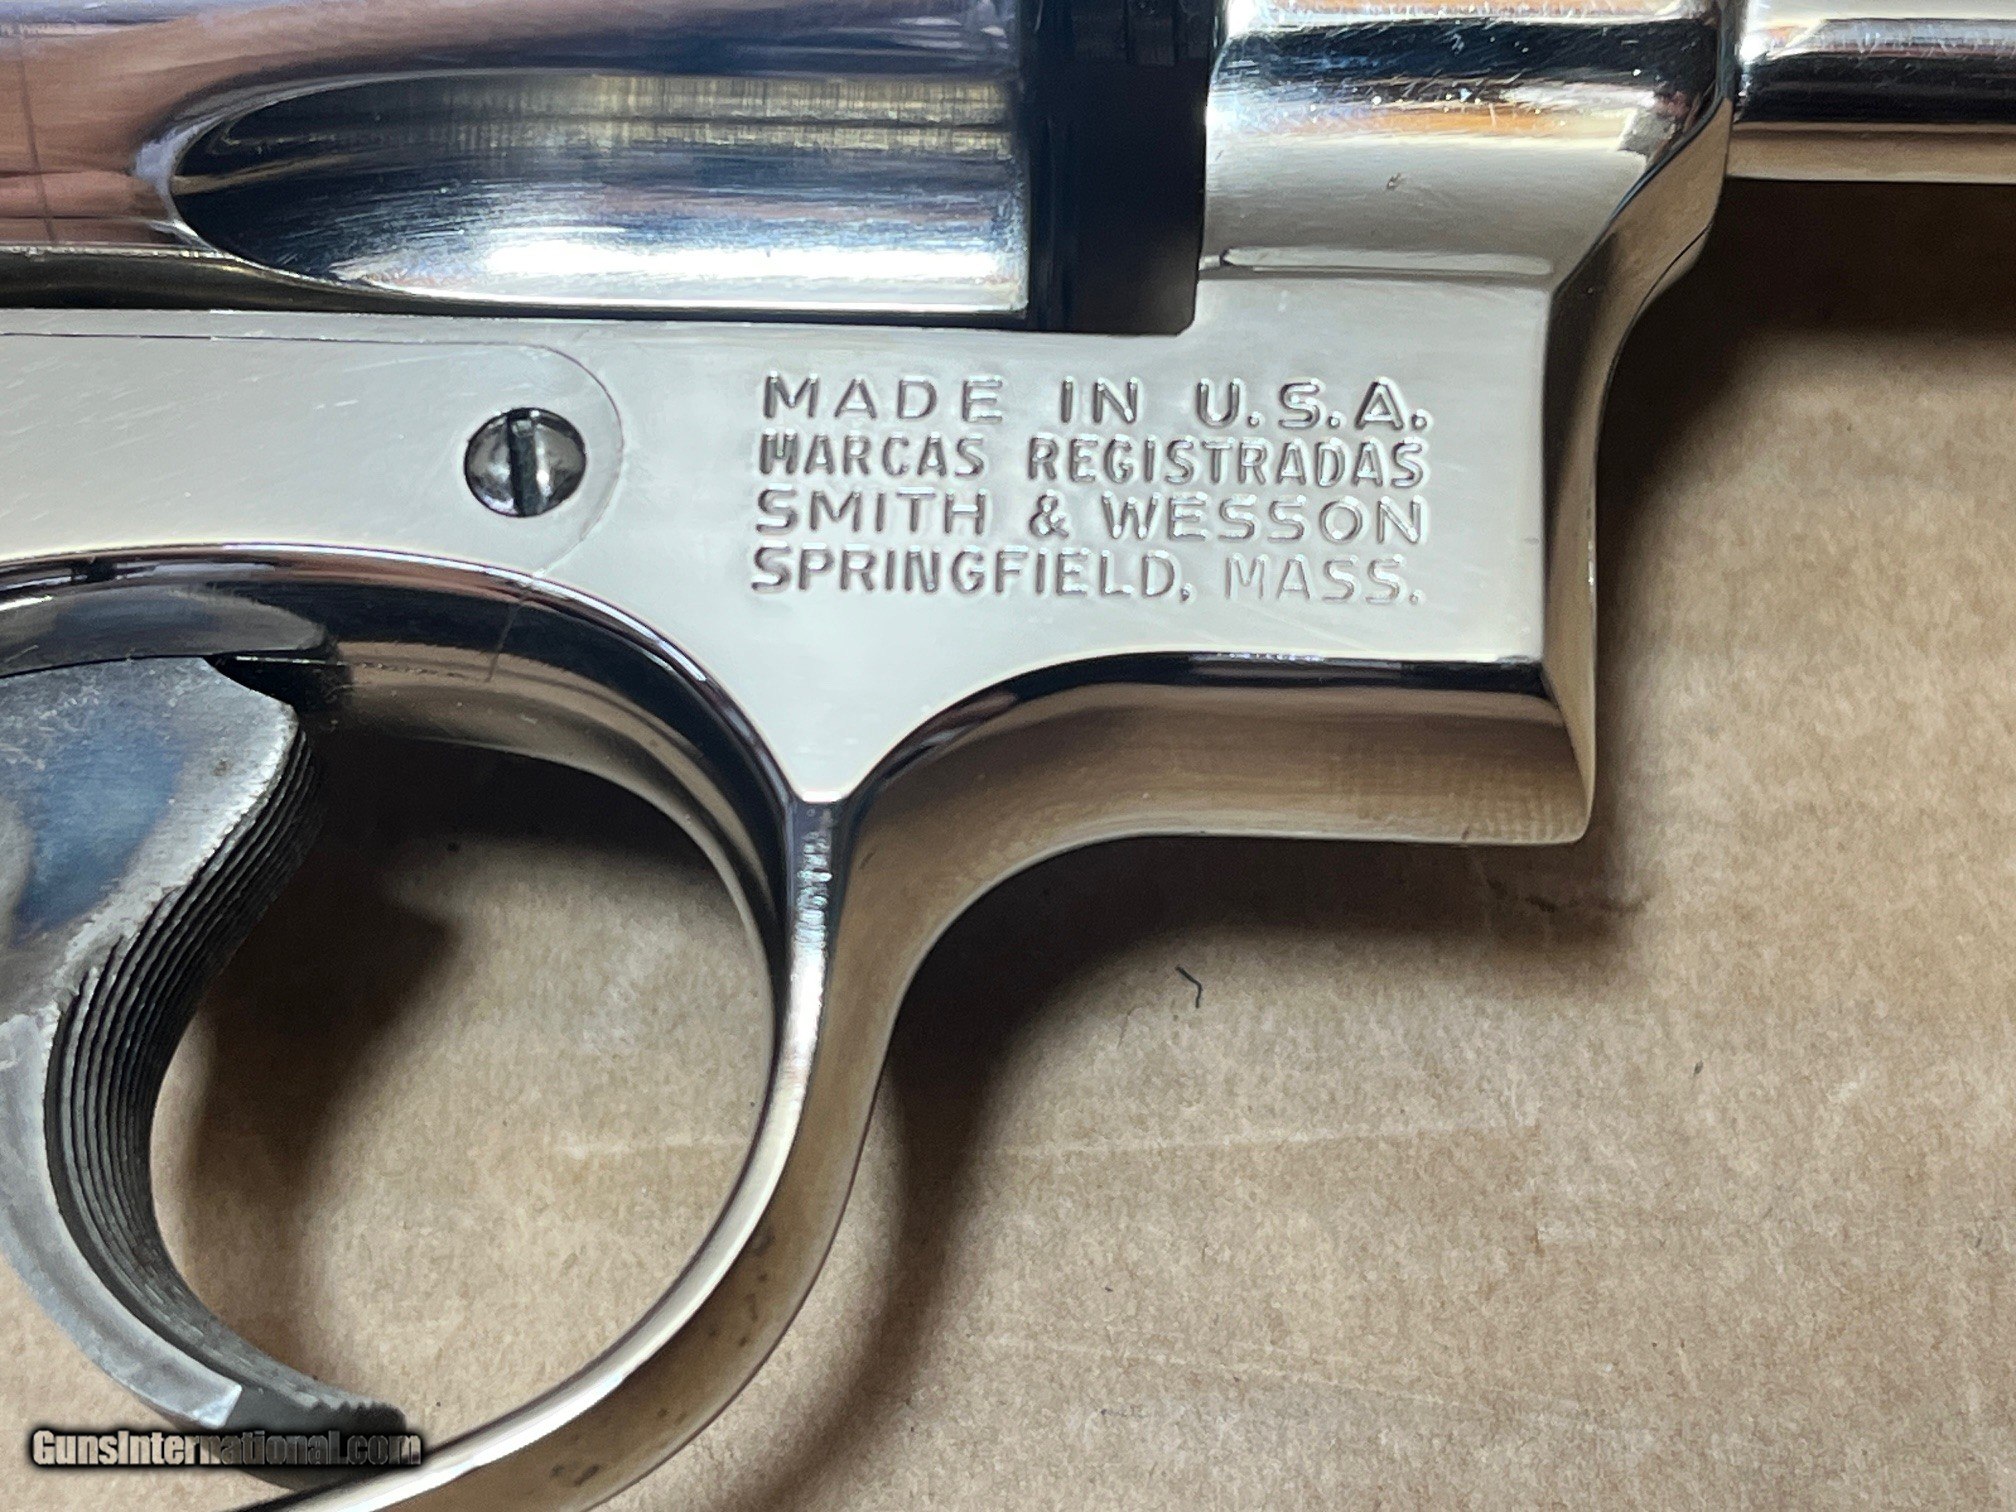 MADE IN U.S.A.
MARCAS REGISTRADAS
SMITH & WESSON
SPRINGFIELD, MASS.
GunsInternational.com